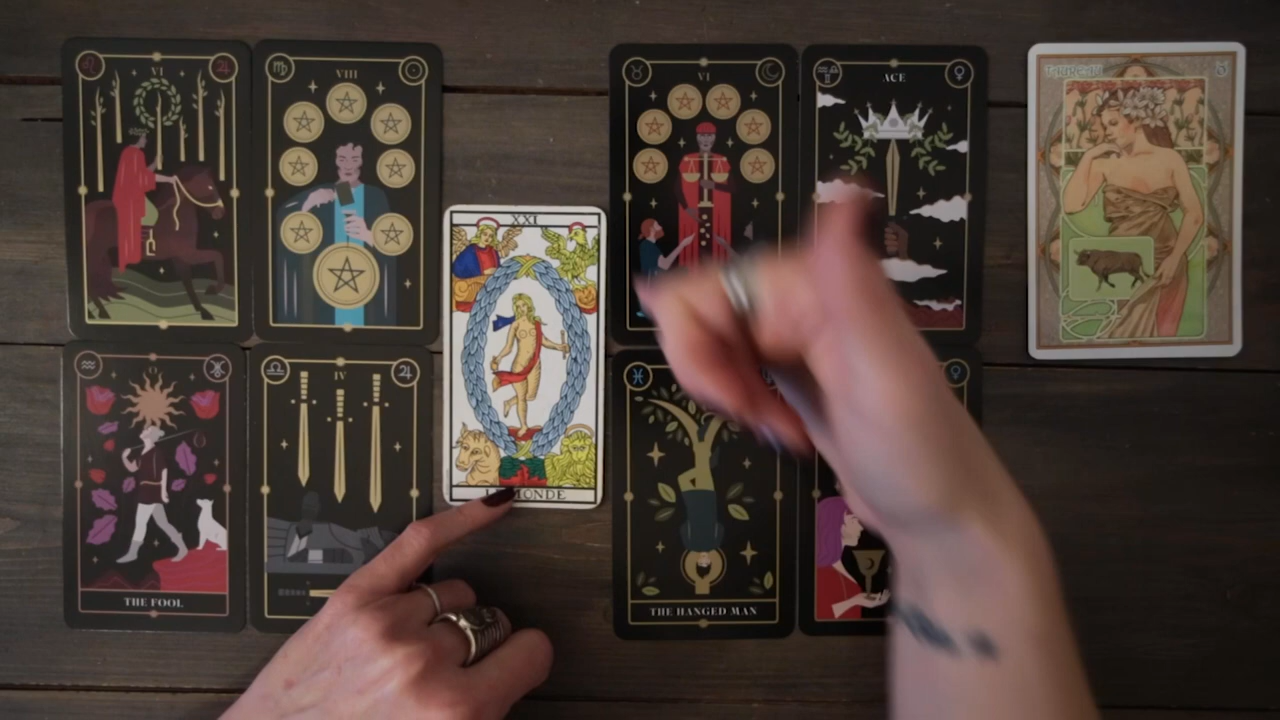 VI
VIII
XXI
VI
ACE
TAUREAU
O
THE FOOL
IV
THE HANGED MAN